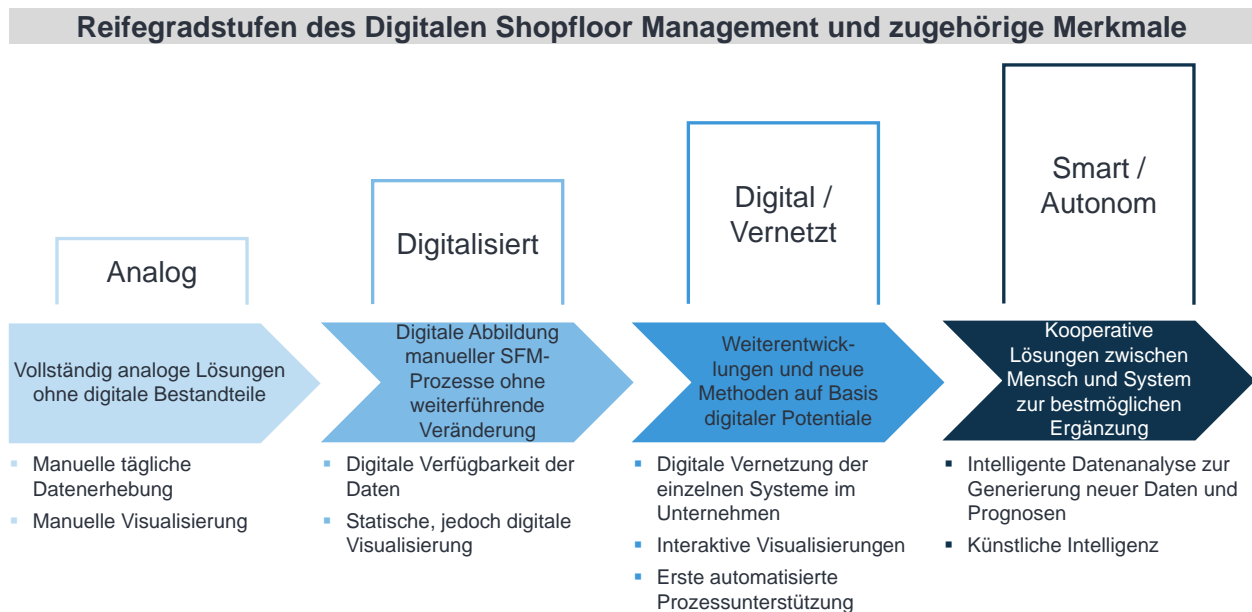 Reifegradstufen des Digitalen Shopfloor Management und zugehörige Merkmale
Analog
Vollständig analoge Lösungen
ohne digitale Bestandteile
Manuelle tägliche
Datenerhebung
Manuelle Visualisierung
Digitalisiert
Digitale Abbildung
manueller SFM-
Prozesse ohne
weiterführende
Veränderung
Digitale Verfügbarkeit der
Daten
Statische, jedoch digitale
Visualisierung
Digital /
Vernetzt
Weiterentwick-
lungen und neue
Methoden auf Basis
digitaler Potentiale
Digitale Vernetzung der
einzelnen Systeme im
Unternehmen
Interaktive Visualisierungen
Erste automatisierte
Prozessunterstützung
Smart /
Autonom
Kooperative
Lösungen zwischen
Mensch und System
zur bestmöglichen
Ergänzung
Intelligente Datenanalyse zur
Generierung neuer Daten und
Prognosen
Künstliche Intelligenz